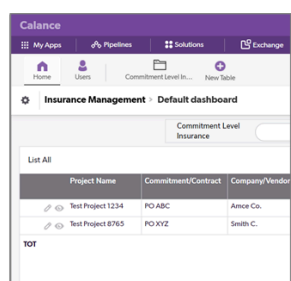 Calance
My Apps Pipelines Solutions Exchange
Home Users Commitment Level In... New Table
Insurance Management > Default dashboard
Commitment Level
Insurance
List All
Project Name Commitment/Contract Company/Vendor
Test Project 1234 PO ABC Amce Co.
Test Project 8765 PO XYZ Smith C.
TOT